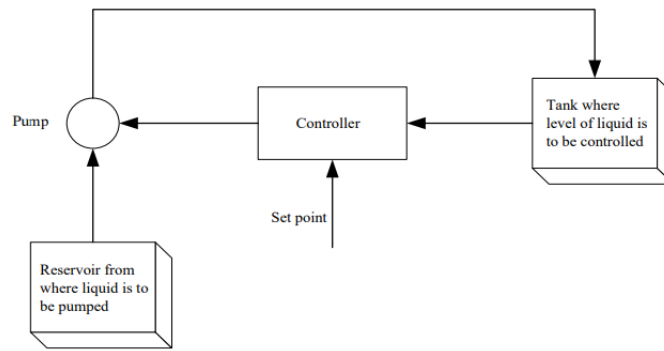 Pump
Controller
Tank where
level of liquid is
to be controlled
Set point
Reservoir from
where liquid is to
be pumped